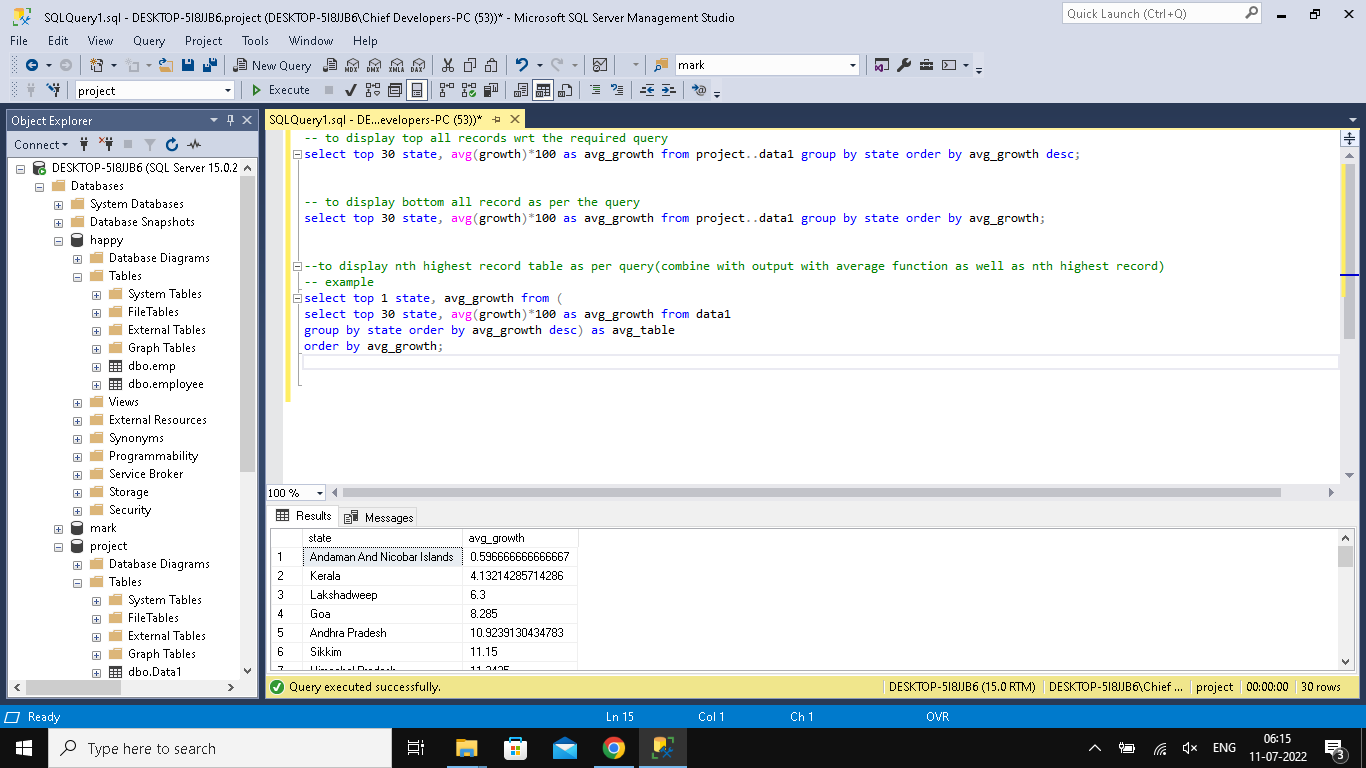 SQLQuery1.sql - DESKTOP-5I8JJB6.project (DESKTOP-5I8JJB6\Chief Developers-PC (53))* - Microsoft SQL Server Management Studio
Quick Launch (Ctrl+Q)
File Edit View Query Project Tools Window Help
New Query MDX DMX XMLA DAX mark
project Execute
Object Explorer
SQLQuery1.sql - DE...evelopers-PC (53))*
Connect
DESKTOP-5I8JJB6 (SQL Server 15.0.2
Databases
System Databases
Database Snapshots
happy
Database Diagrams
Tables
System Tables
FileTables
External Tables
Graph Tables
dbo.emp
dbo.employee
Views
External Resources
Synonyms
Programmability
Service Broker
Storage
Security
mark
project
Database Diagrams
Tables
System Tables
FileTables
External Tables
Graph Tables
dbo.Data1
-- to display top all records wrt the required query
select top 30 state, avg(growth)*100 as avg_growth from project..data1 group by state order by avg_growth desc;
-- to display bottom all record as per the query
select top 30 state, avg(growth)*100 as avg_growth from project..data1 group by state order by avg_growth;
--to display nth highest record table as per query(combine with output with average function as well as nth highest record)
-- example
select top 1 state, avg_growth from (
select top 30 state, avg(growth)*100 as avg_growth from data1
group by state order by avg_growth desc) as avg_table
order by avg_growth;
100 %
Results Messages
state avg_growth
1 Andaman And Nicobar Islands 0.596666666666667
2 Kerala 4.13214285714286
3 Lakshadweep 6.3
4 Goa 8.285
5 Andhra Pradesh 10.9239130434783
6 Sikkim 11.15
7 Himachal Pradesh 11.2425
Query executed successfully. DESKTOP-5I8JJB6 (15.0 RTM) DESKTOP-5I8JJB6\Chief ... project 00:00:00 30 rows
Ready Ln 15 Col 1 Ch 1 OVR
Type here to search
ENG
06:15
11-07-2022
3